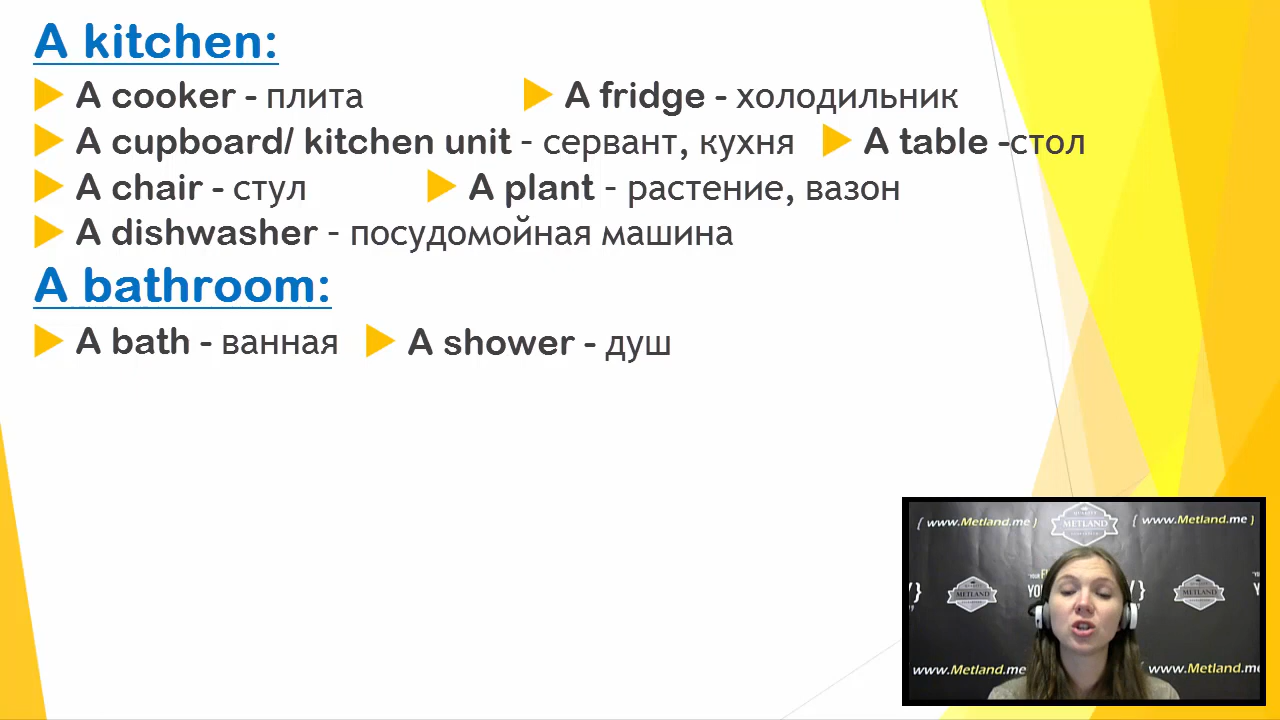 A kitchen:
A cooker - плита A fridge - холодильник
A cupboard/ kitchen unit – сервант, кухня A table -стол
A chair - стул A plant – растение, вазон
A dishwasher – посудомойная машина
A bathroom:
A bath - ванная A shower - душ
{ www.Metland.me } METLAND { www.Metland.me }
METLAND METLAND
www.Metland.me www.Metland.me